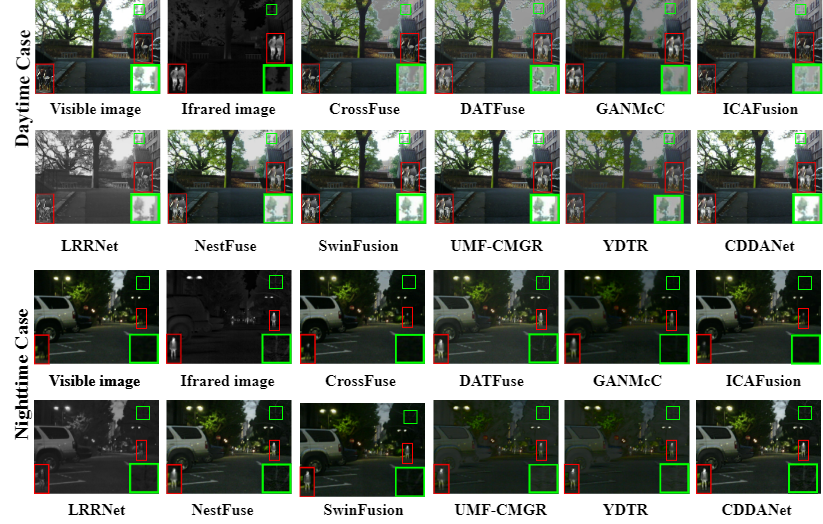 Daytime Case
Visible image Ifrared image CrossFuse DATFuse GANMcC ICAFusion
LRRNet NestFuse SwinFusion UMF-CMGR YDTR CDDANet
Nighttime Case
Visible image Ifrared image CrossFuse DATFuse GANMcC ICAFusion
LRRNet NestFuse SwinFusion UMF-CMGR YDTR CDDANet